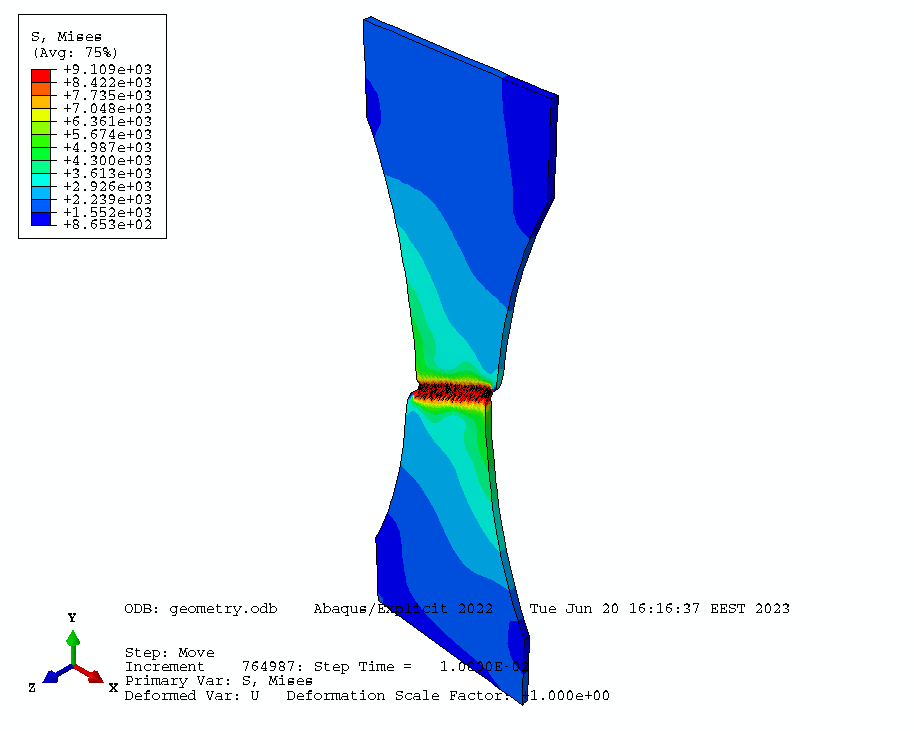 S, Mises
(Avg: 75%)
+9.109e+03
+8.422e+03
+7.735e+03
+7.048e+03
+6.361e+03
+5.674e+03
+4.987e+03
+4.300e+03
+3.613e+03
+2.926e+03
+2.239e+03
+1.552e+03
+8.653e+02
ODB: geometry.odb Abaqus/Explicit 2022 Tue Jun 20 16:16:37 EEST 2023
Y
Z
X
Step: Move
Increment 764987: Step Time =
Primary Var: S, Mises
Deformed Var: U Deformation Scale Factor: +1.000e+00